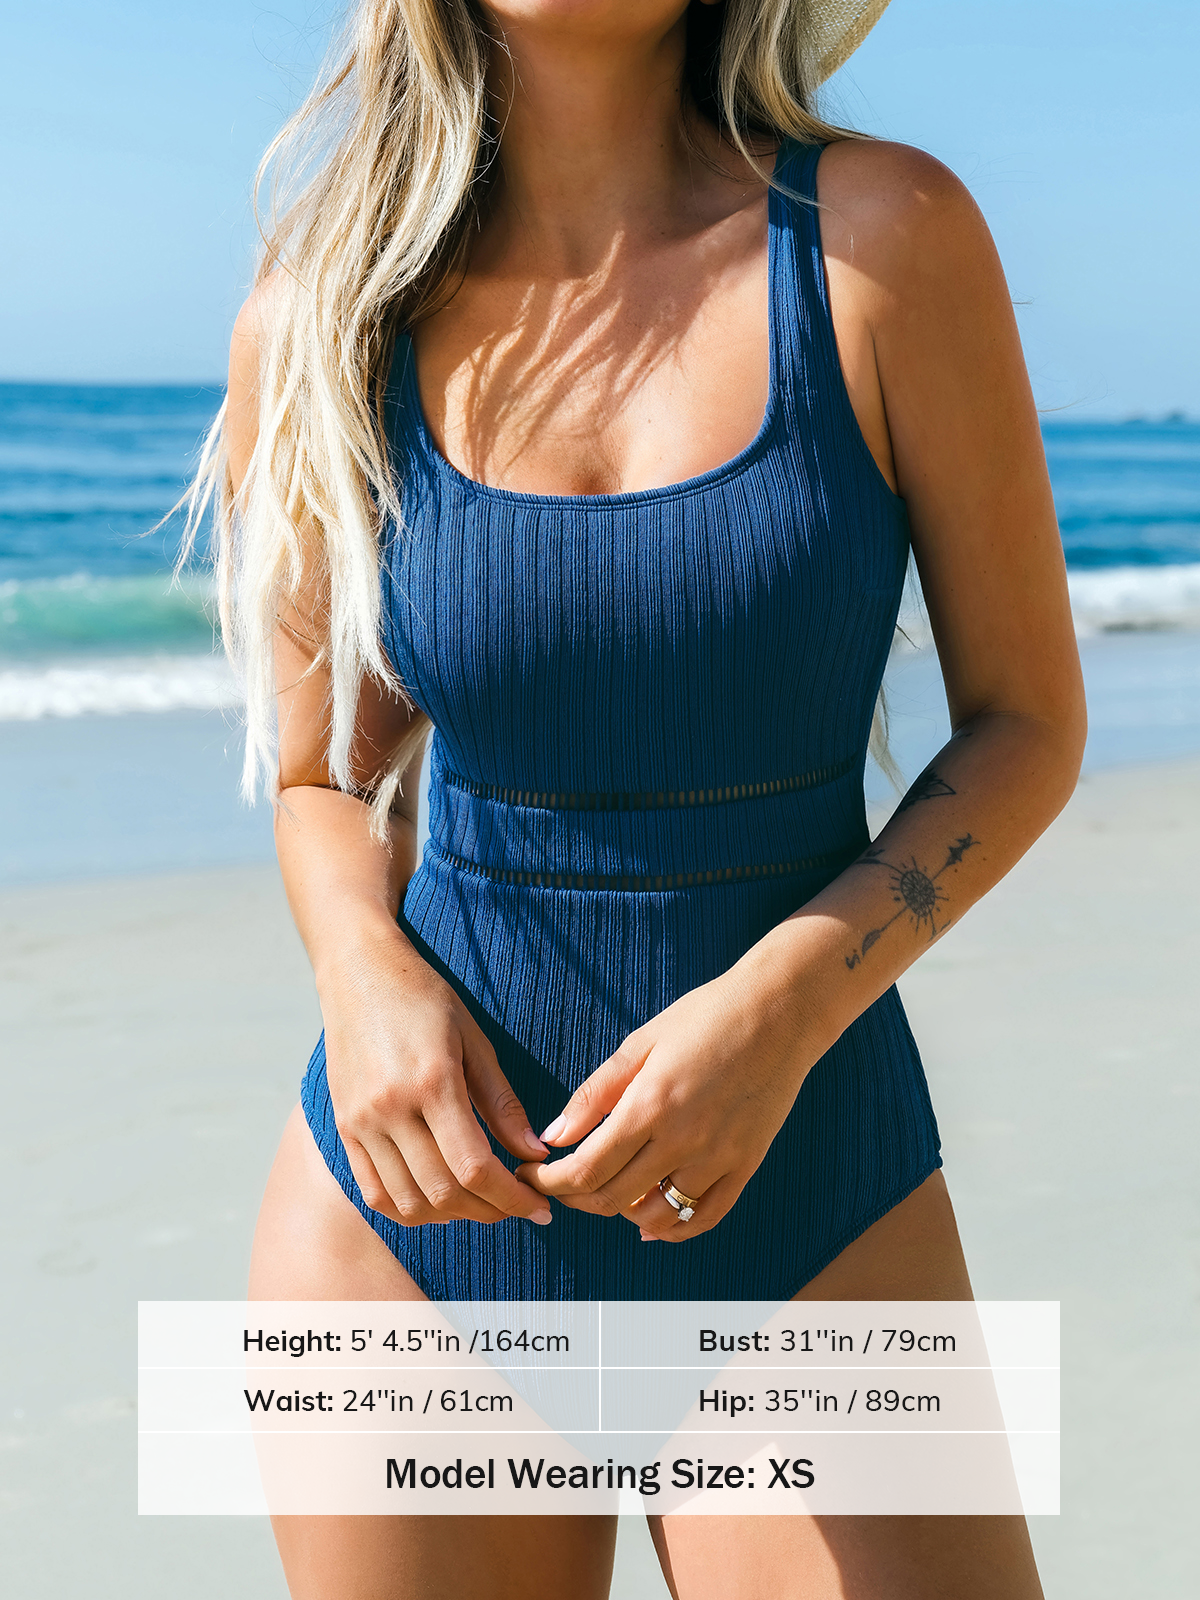 Height: 5' 4.5''in /164cm
Bust: 31''in / 79cm
Waist: 24''in / 61cm
Hip: 35''in / 89cm
Model Wearing Size: XS